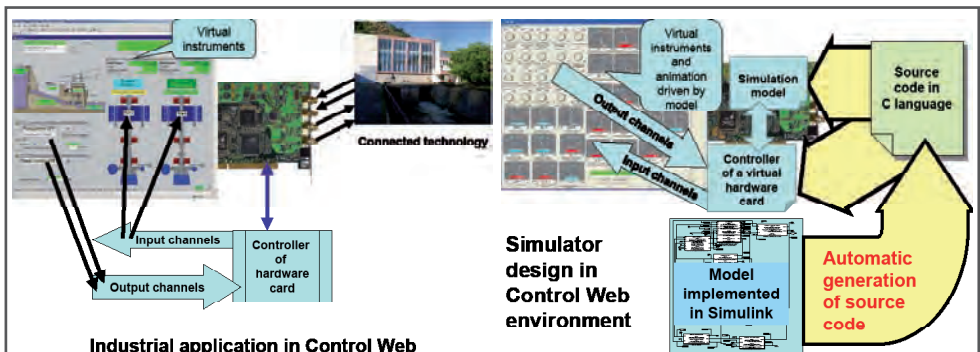 Virtual
instruments
Connected technology
Input channels
Output channels
Controller
of
hardware
card
Industrial application in Control Web
Virtual
instruments
and
animation
driven by
model
Simulation
model
Source
code in
C language
Output channels
Input channels
Controller
of a virtual
hardware
card
Simulator
design in
Control Web
environment
Model
implemented
in Simulink
Automatic
generation
of source
code